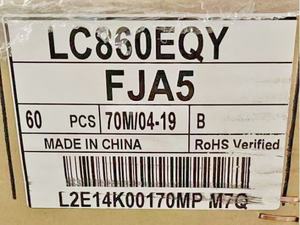 LC860EQY
FJA5
60 PCS 70M/04-19 B
MADE IN CHINA RoHS Verified
L2E14K00170MP M7Q